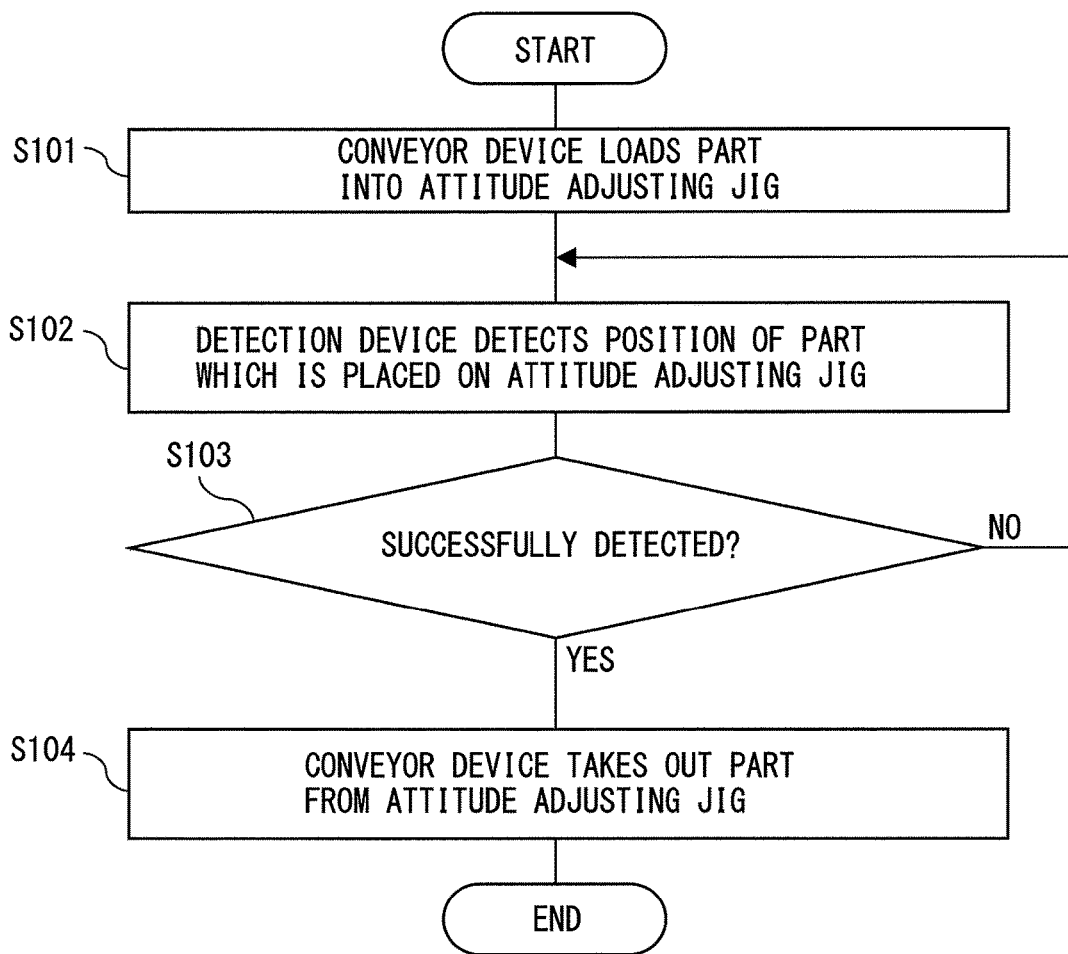 START
S101
CONVEYOR DEVICE LOADS PART
INTO ATTITUDE ADJUSTING JIG
S102
DETECTION DEVICE DETECTS POSITION OF PART
WHICH IS PLACED ON ATTITUDE ADJUSTING JIG
S103
SUCCESSFULLY DETECTED?
NO
YES
S104
CONVEYOR DEVICE TAKES OUT PART
FROM ATTITUDE ADJUSTING JIG
END